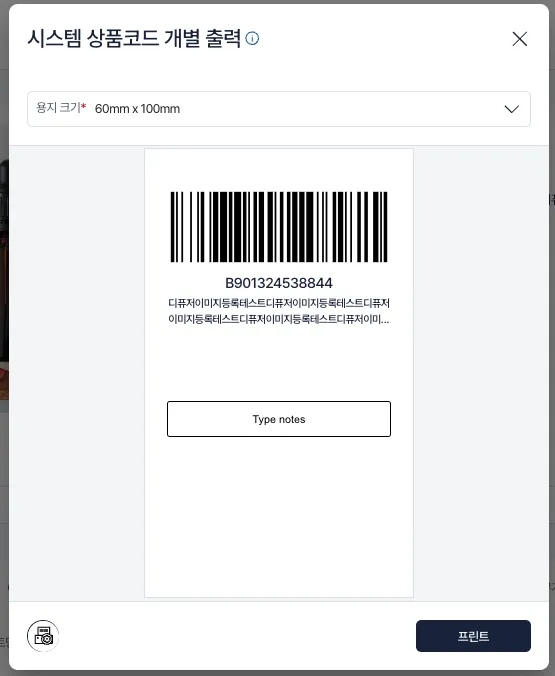 시스템 상품코드 개별 출력
용지 크기* 60mm x 100mm
B901324538844
디퓨저이미지등록테스트디퓨저이미지등록테스트디퓨저
이미지등록테스트디퓨저이미지등록테스트디퓨저이미...
Type notes
프린트